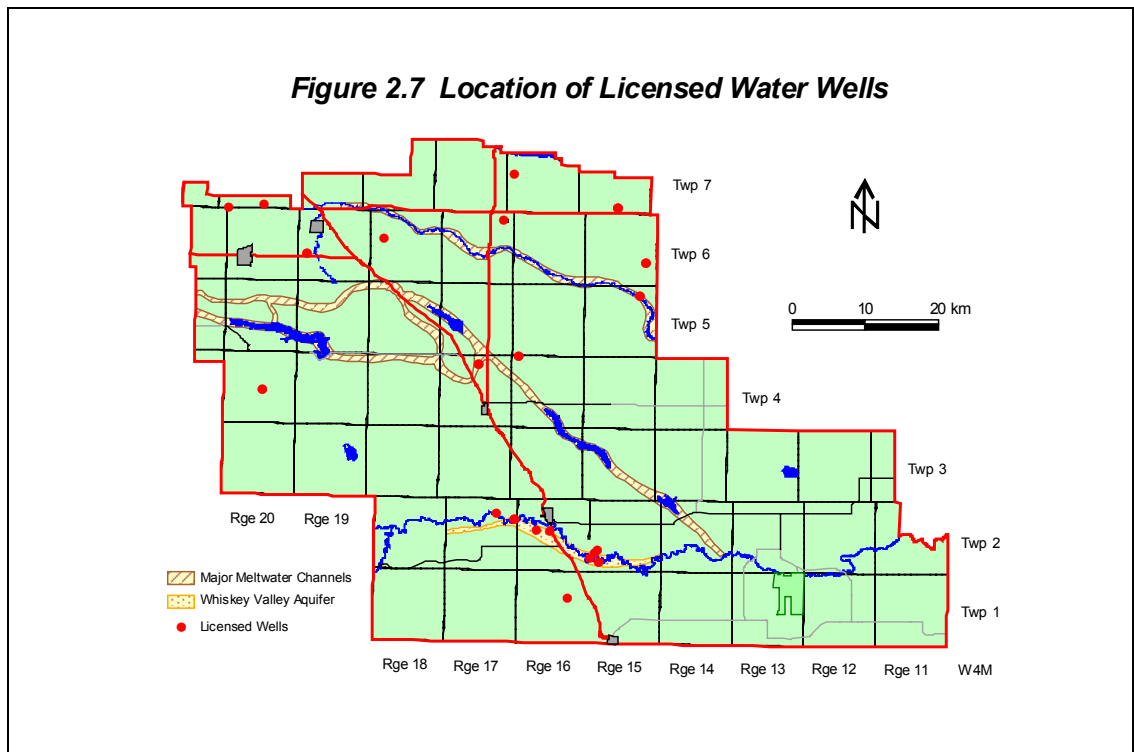 Figure 2.7 Location of Licensed Water Wells
Twp 7
Twp 6
0 20 km
Twp 5
Twp 4
Twp 3
Rge 20 Rge 19
Twp 2
Major Meltwater Channels
Whiskey Valley Aquifer
Twp 1
Licensed Wells
Rge 18 Rge 17 Rge 16 Rge 15 Rge 14 Rge 13 Rge 12 Rge 11 W4M
N